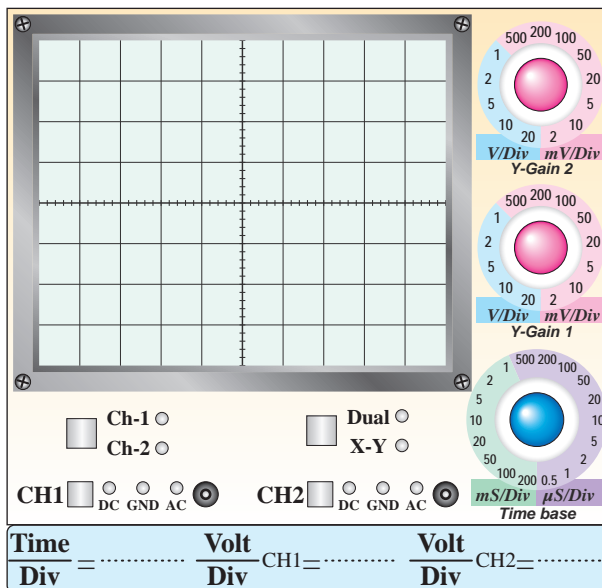 500 200 100
1 50
2 20
5 10
10 20 2
V/Div mV/Div
Y-Gain 2
500 200 100
1 50
2 20
5 10
10 20 2
V/Div mV/Div
Y-Gain 1
500 200 100
1 50
2 20
5 10
10 5
20 2
50 1
100 200 0.5
mS/Div µS/Div
Time base
Ch-1 Dual
Ch-2 X-Y
CH1 DC GND AC CH2 DC GND AC
Time Volt Volt
Div = ............ Div CH1= ............ Div CH2= ............